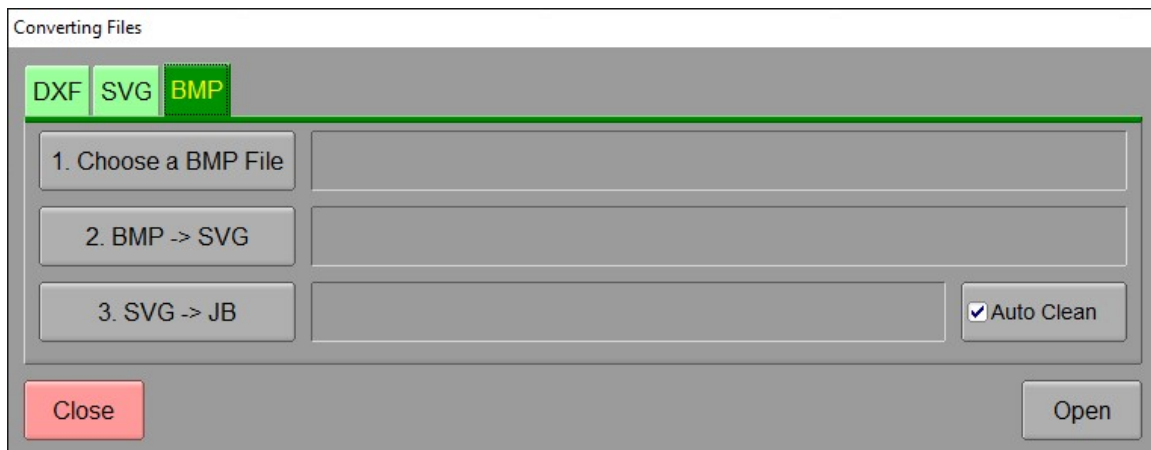 Converting Files
DXF SVG BMP
1. Choose a BMP File
2. BMP -> SVG
3. SVG -> JB
Auto Clean
Close
Open